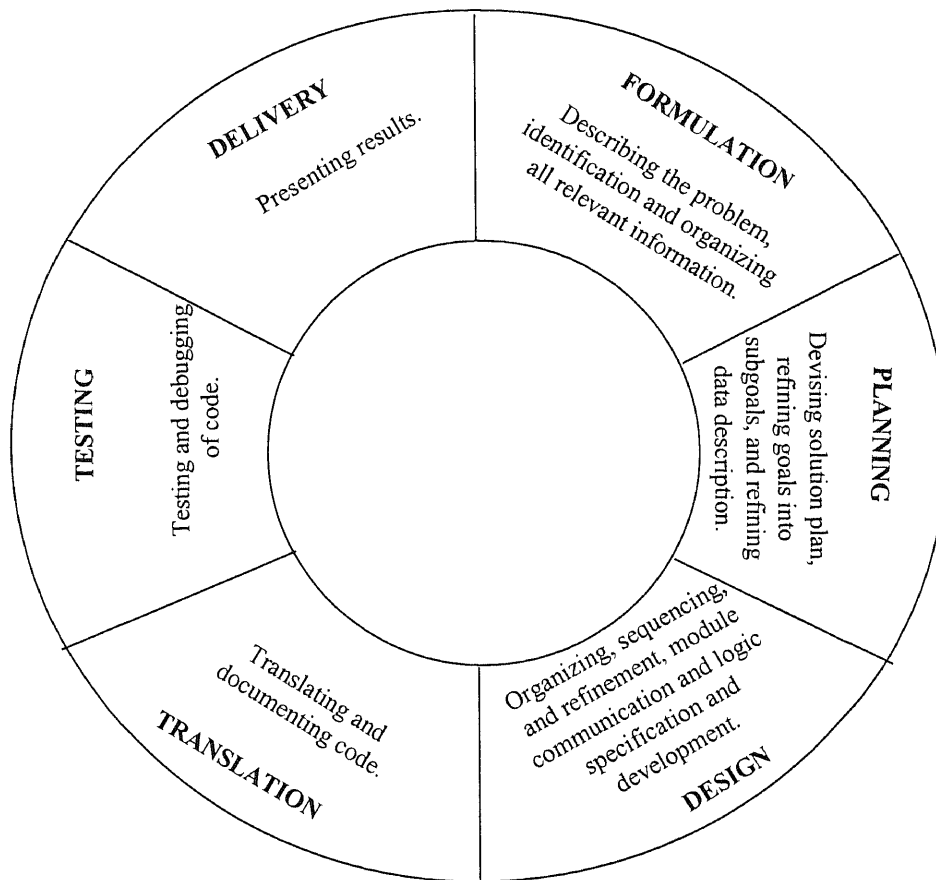 FORMULATION
Describing the problem,
identification and organizing
all relevant information.
PLANNING
Devising solution plan,
refining goals into
subgoals, and refining
data description.
DESIGN
Organizing, sequencing,
and refinement, module
communication and logic
specification and
development.
TRANSLATION
Translating and
documenting code.
TESTING
Testing and debugging
of code.
DELIVERY
Presenting results.